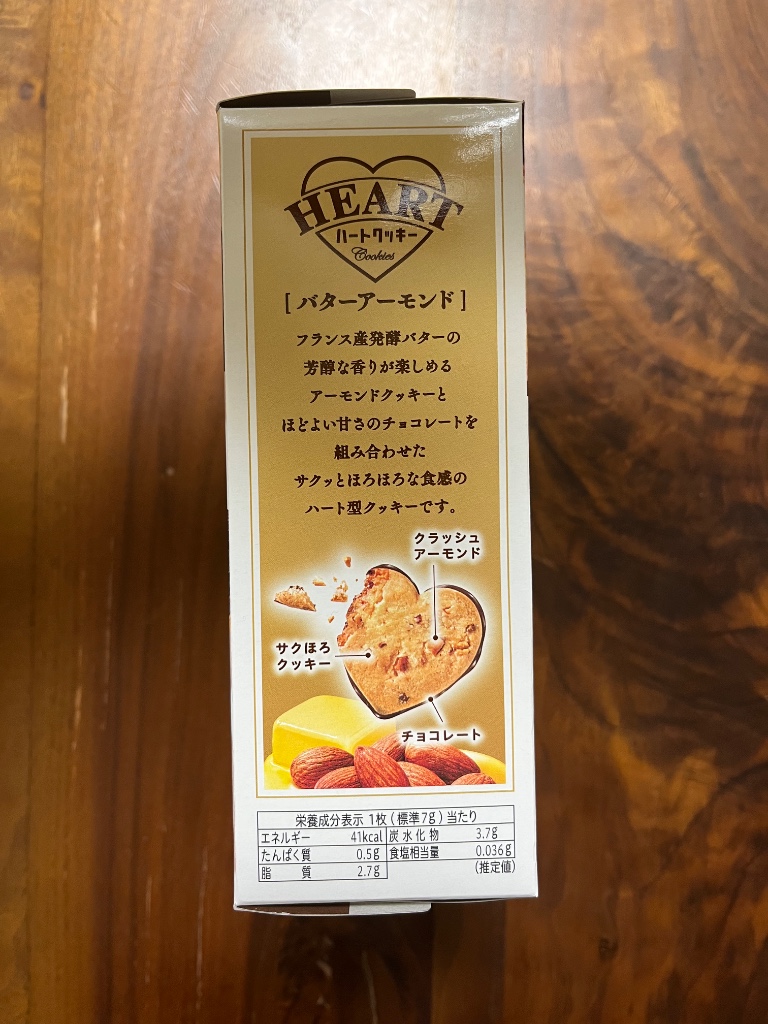 HEART
ハートクッキー
Cookies
[バターアーモンド]
フランス産発酵バターの
芳醇な香りが楽しめる
アーモンドクッキーと
ほどよい甘さのチョコレートを
組み合わせた
サクッとほろほろな食感の
ハート型クッキーです。
クラッシュ
アーモンド
サクほろ
クッキー
チョコレート
栄養成分表示 1枚(標準7g)当たり
エネルギー 41kcal 炭水化物 3.7g
たんぱく質 0.5g 食塩相当量 0.036g
脂質 2.7g (推定値)